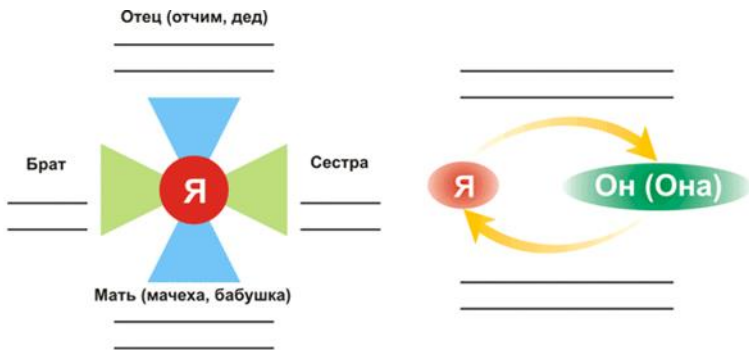 Отец (отчим, дед)
Брат
Я
Сестра
Мать (мачеха, бабушка)
Я
Он (Она)